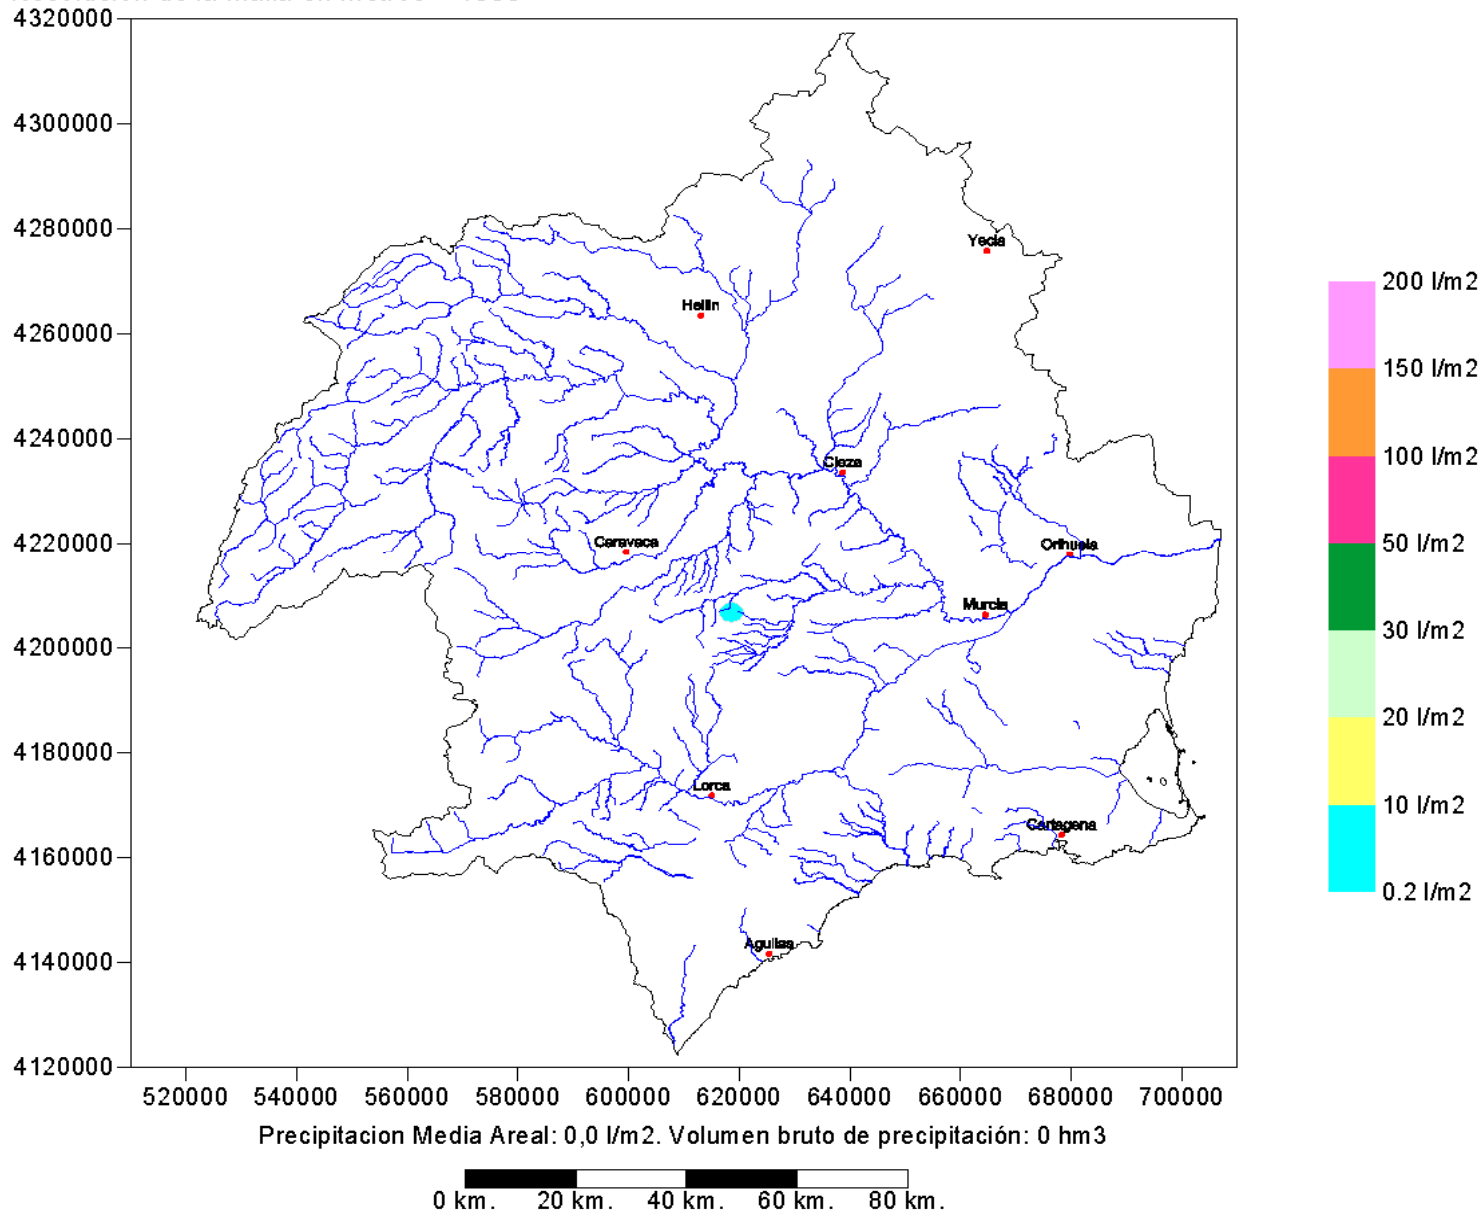 4320000
4300000
4280000
4260000
4240000
4220000
4200000
4180000
4160000
4140000
4120000
520000 540000 560000 580000 600000 620000 640000 660000 680000 700000
Yecla
Hellin
Cieza
Caravaca
Orihuela
Murcia
Lorca
Cartagena
Aguilas
200 l/m2
150 l/m2
100 l/m2
50 l/m2
30 l/m2
20 l/m2
10 l/m2
0.2 l/m2
Precipitacion Media Areal: 0,0 l/m2. Volumen bruto de precipitación: 0 hm3
0 km. 20 km. 40 km. 60 km. 80 km.